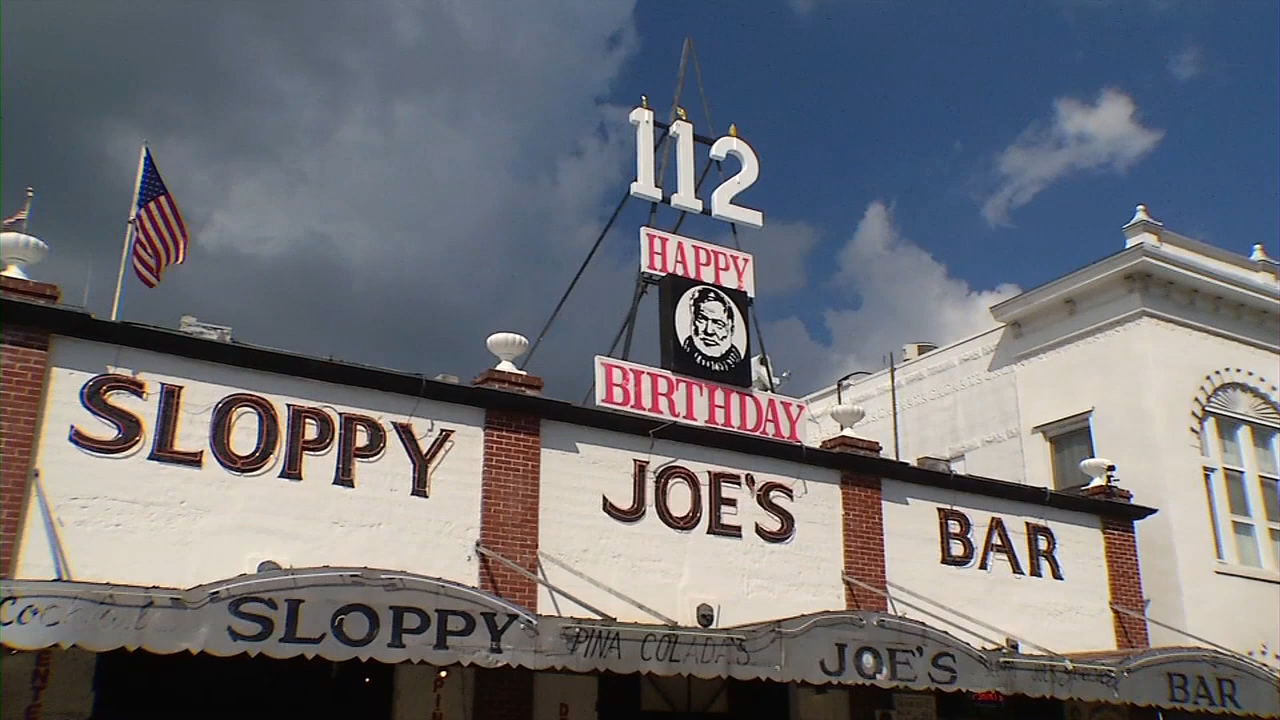 112
HAPPY
BIRTHDAY
SLOPPY JOE'S BAR
SLOPPY PINA COLADAS JOE'S BAR